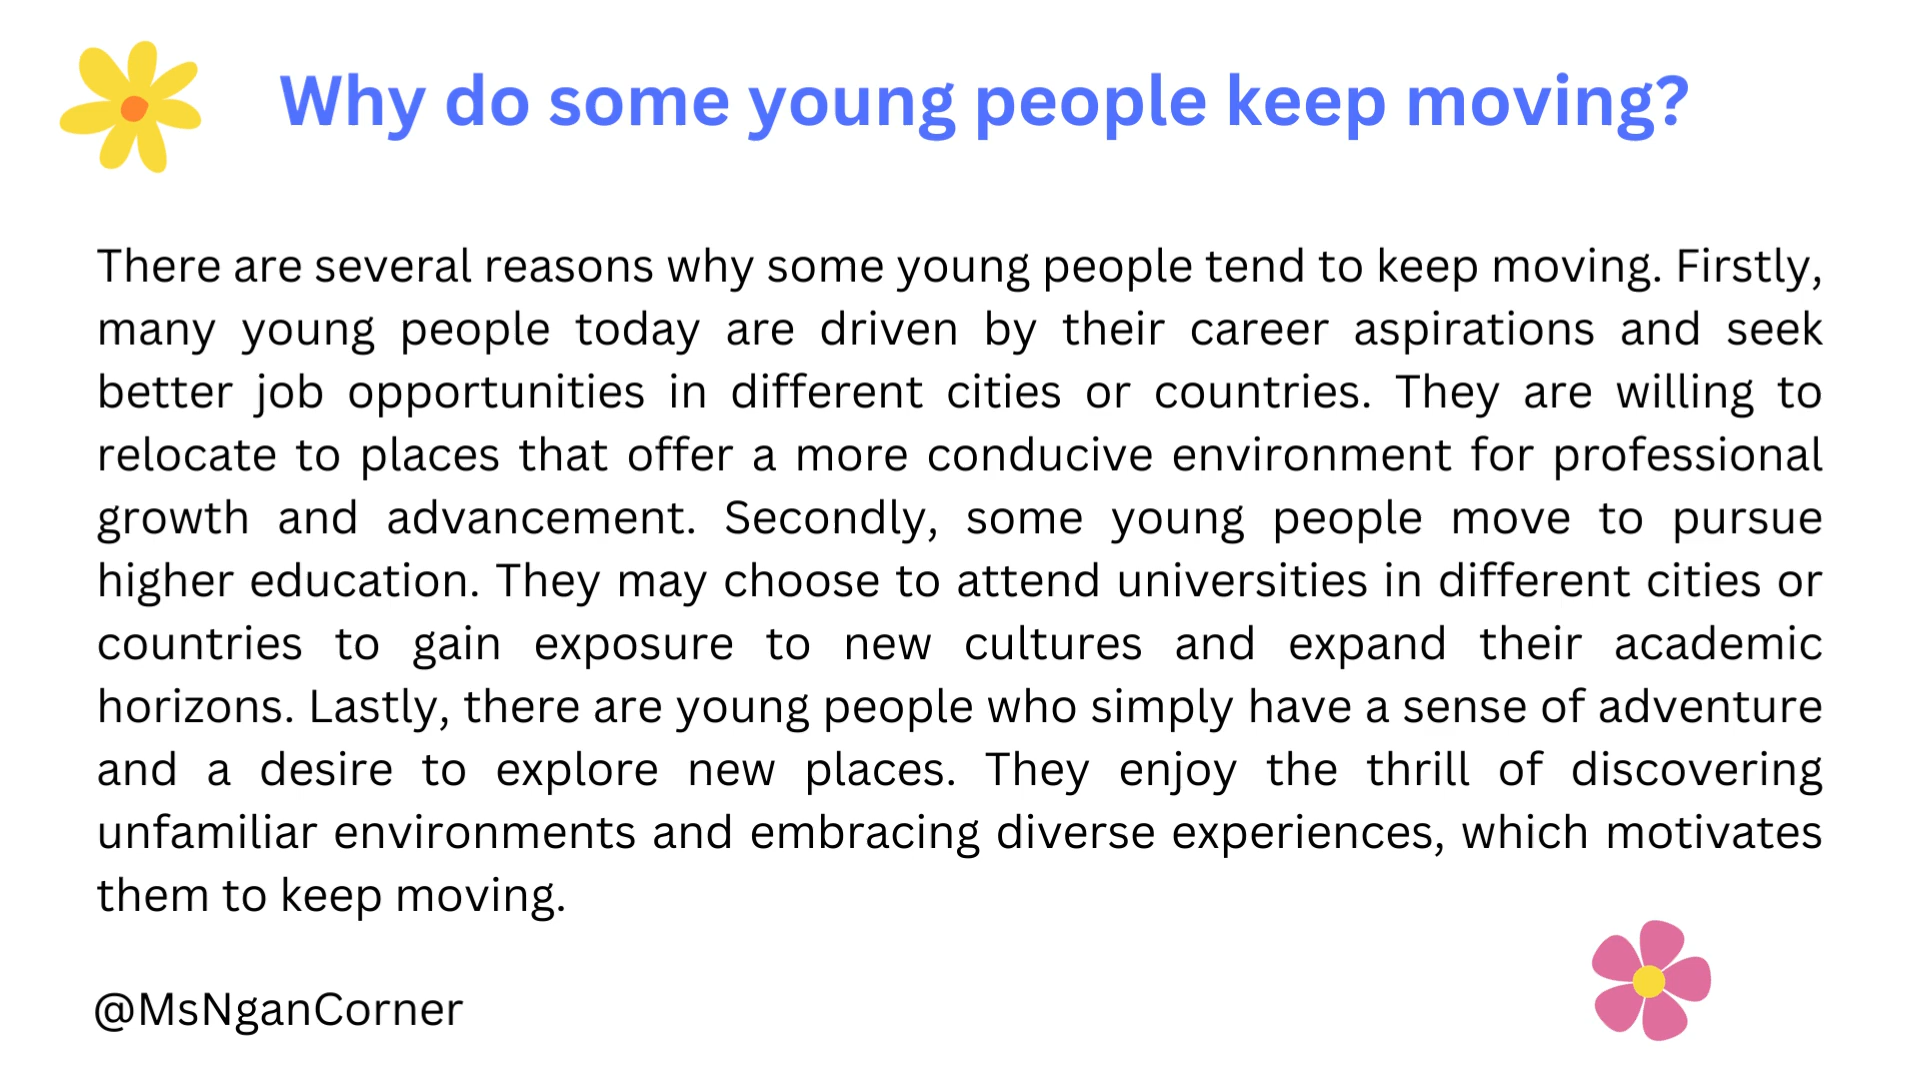 Why do some young people keep moving?
There are several reasons why some young people tend to keep moving. Firstly,
many young people today are driven by their career aspirations and seek
better job opportunities in different cities or countries. They are willing to
relocate to places that offer a more conducive environment for professional
growth and advancement. Secondly, some young people move to pursue
higher education. They may choose to attend universities in different cities or
countries to gain exposure to new cultures and expand their academic
horizons. Lastly, there are young people who simply have a sense of adventure
and a desire to explore new places. They enjoy the thrill of discovering
unfamiliar environments and embracing diverse experiences, which motivates
them to keep moving.
@MsNganCorner